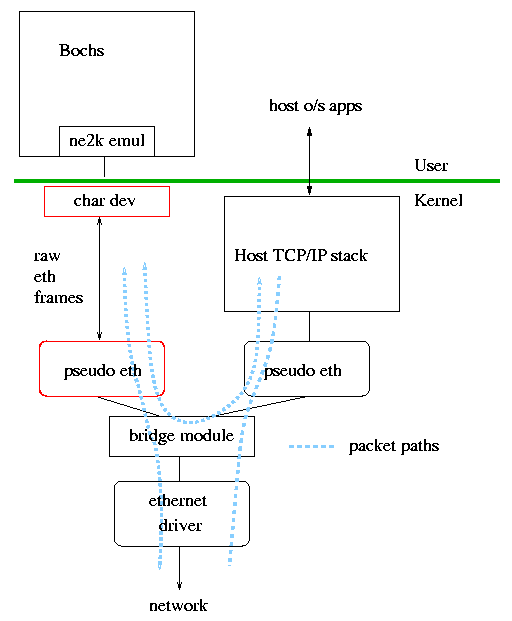 Bochs
ne2k emul
host o/s apps
User
Kernel
char dev
raw
eth
frames
Host TCP/IP stack
pseudo eth
pseudo eth
bridge module
packet paths
ethernet
driver
network